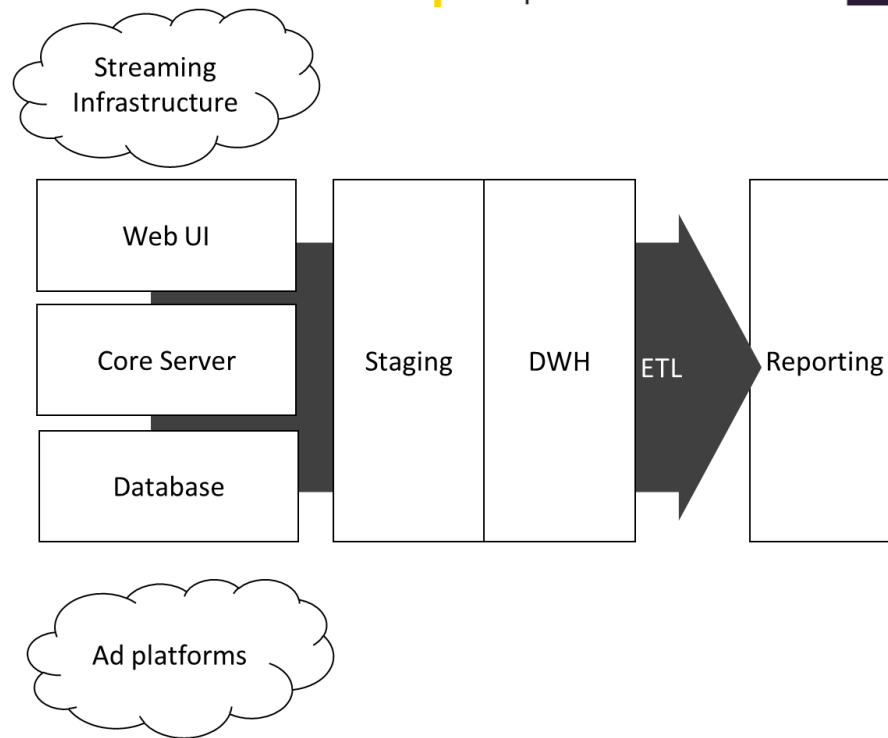 Streaming
Infrastructure
Web UI
Core Server
Database
Staging
DWH
ETL
Reporting
Ad platforms